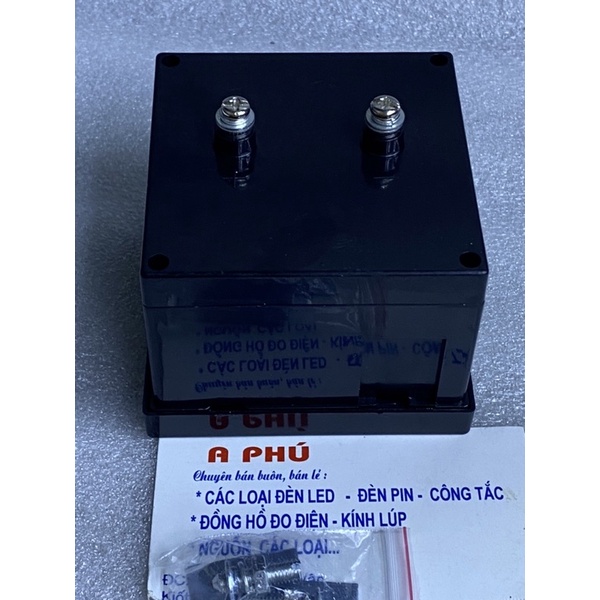 A PHÚ
Chuyên bán buôn, bán lẻ :
* CÁC LOẠI ĐÈN LED - ĐÈN PIN - CÔNG TẮC
* ĐỒNG HỒ ĐO ĐIỆN - KÍNH LÚP
* NGUỒN CÁC LOẠI...